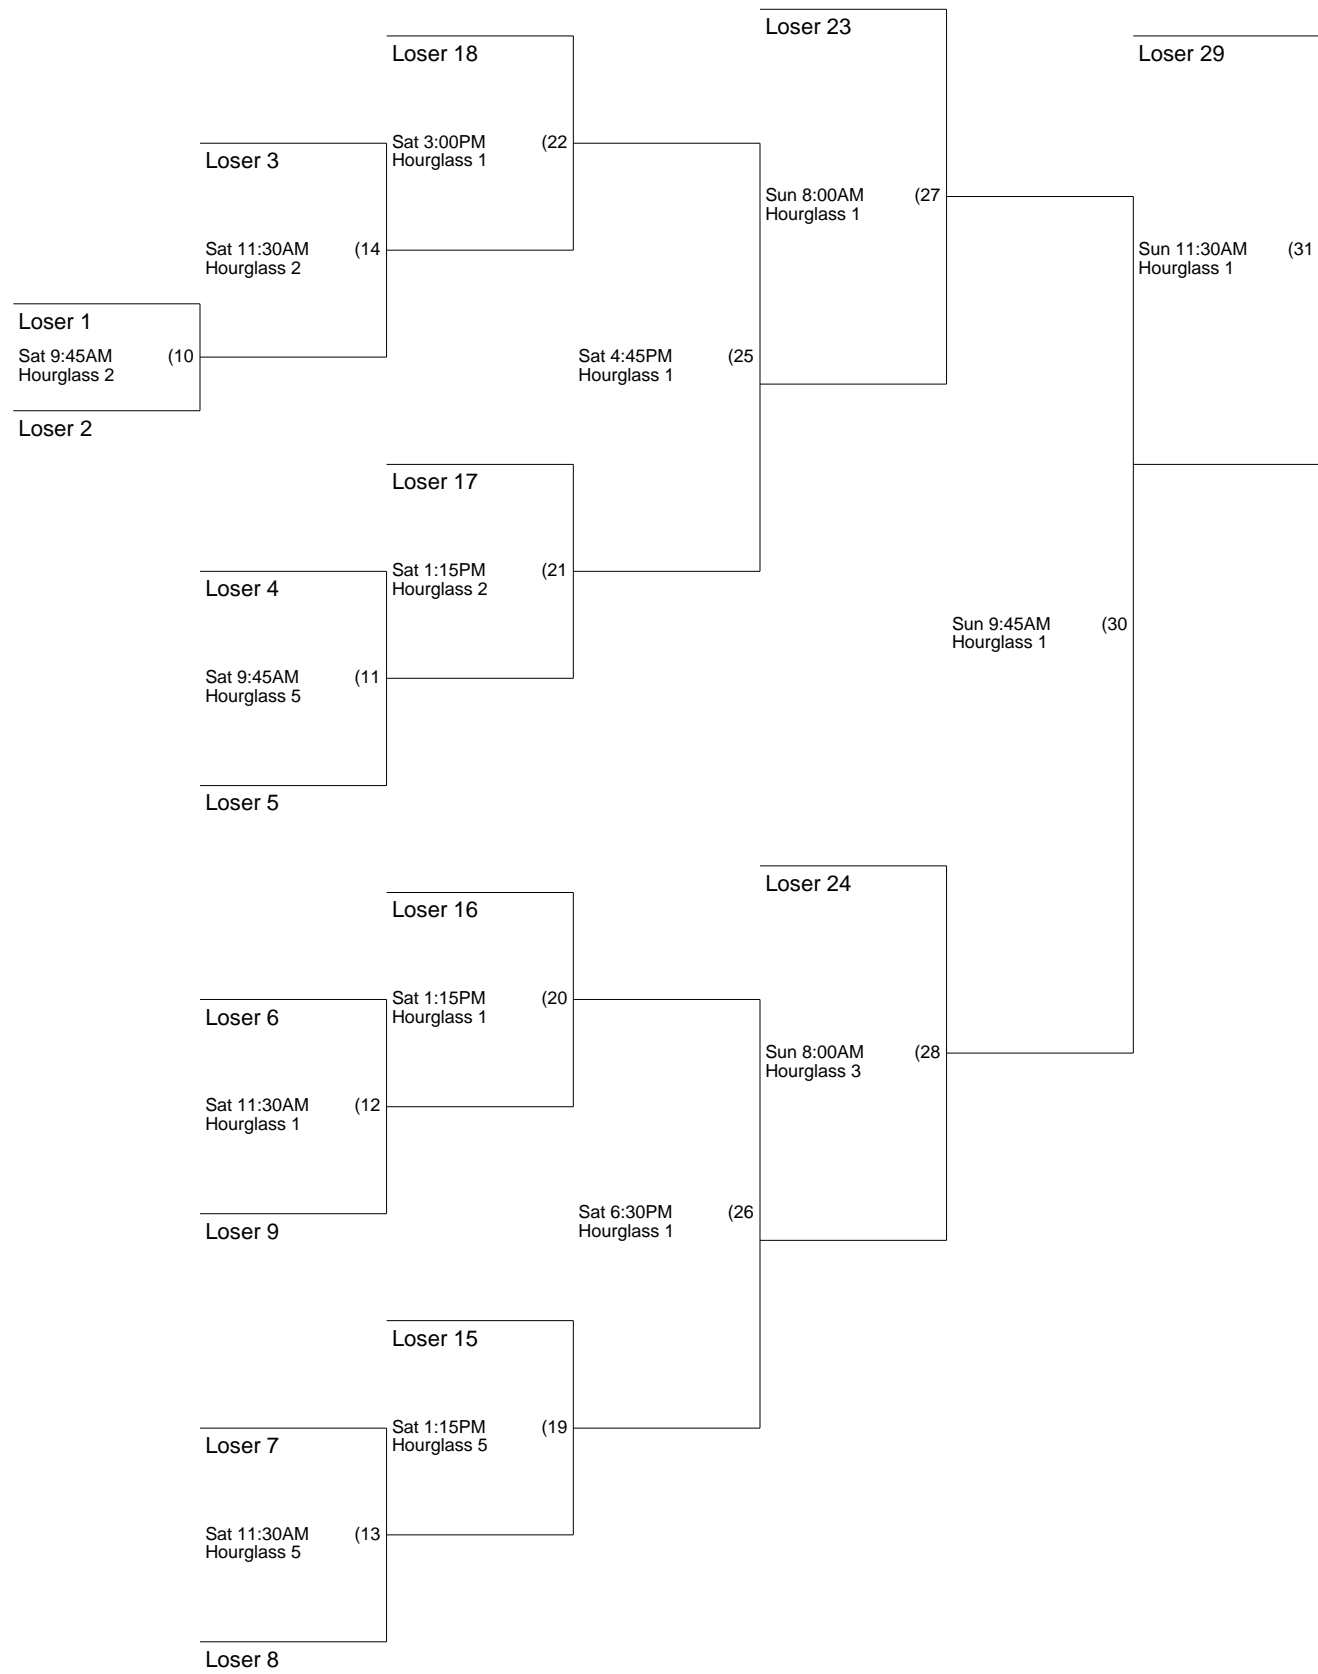 Loser 23
Loser 18
Loser 29
Sat 3:00PM (22
Hourglass 1
Loser 3
Sun 8:00AM (27
Hourglass 1
Sat 11:30AM (14
Hourglass 2
Sun 11:30AM (31
Hourglass 1
Loser 1
Sat 9:45AM (10
Hourglass 2
Sat 4:45PM (25
Hourglass 1
Loser 2
Loser 17
Sat 1:15PM (21
Hourglass 2
Loser 4
Sun 9:45AM (30
Hourglass 1
Sat 9:45AM (11
Hourglass 5
Loser 5
Loser 24
Loser 16
Sat 1:15PM (20
Hourglass 1
Loser 6
Sun 8:00AM (28
Hourglass 3
Sat 11:30AM (12
Hourglass 1
Sat 6:30PM (26
Hourglass 1
Loser 9
Loser 15
Sat 1:15PM (19
Hourglass 5
Loser 7
Sat 11:30AM (13
Hourglass 5
Loser 8